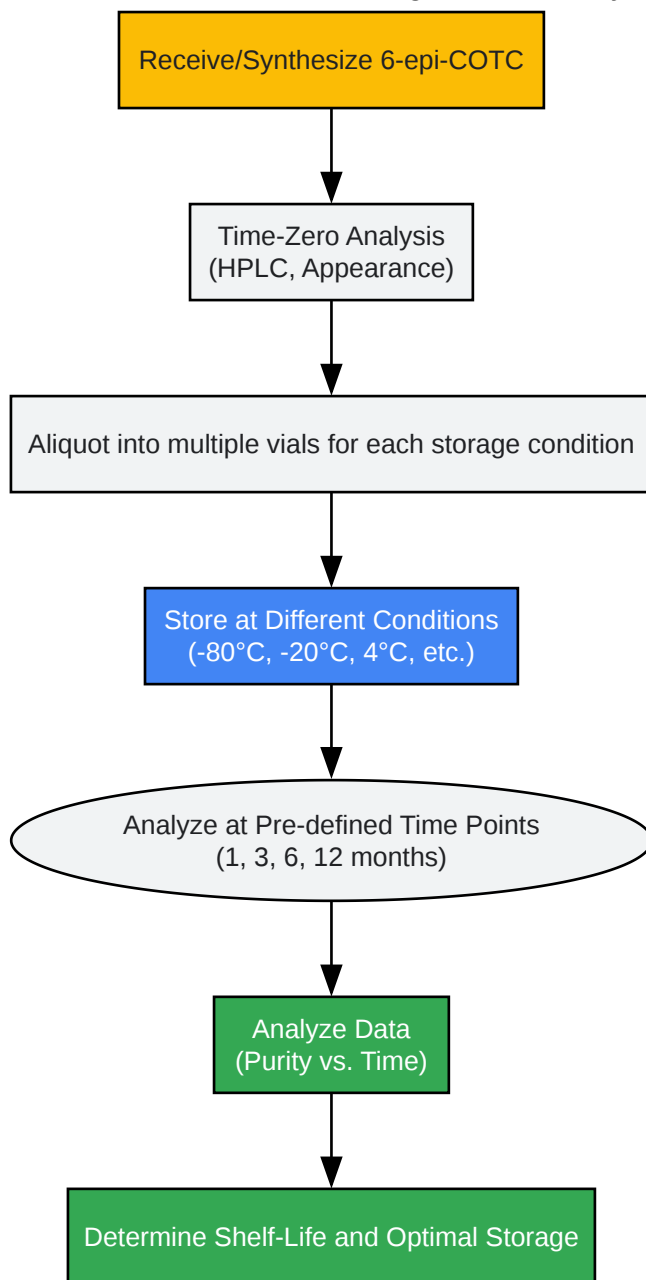 Receive/Synthesize 6-epi-COTC
Time-Zero Analysis
(HPLC, Appearance)
Aliquot into multiple vials for each storage condition
Store at Different Conditions
(-80°C, -20°C, 4°C, etc.)
Analyze at Pre-defined Time Points
(1, 3, 6, 12 months)
Analyze Data
(Purity vs. Time)
Determine Shelf-Life and Optimal Storage